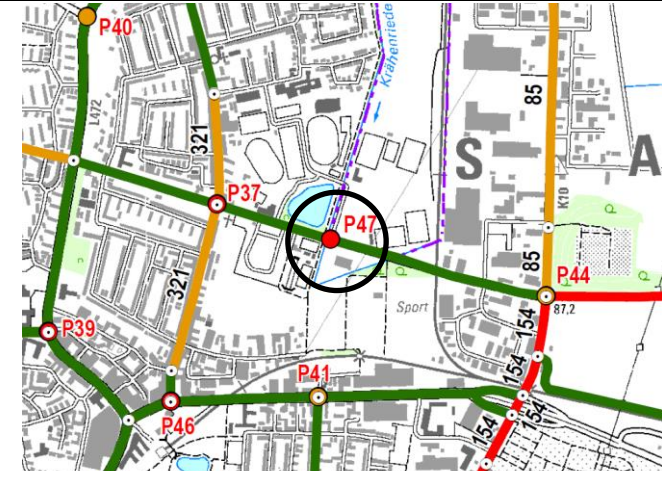 P40
Krähenriede
85
L472
321
S
A
P37
K10
P47
85
P44
87,2
321
Sport
154
P39
154
P41
154
154
P46
154